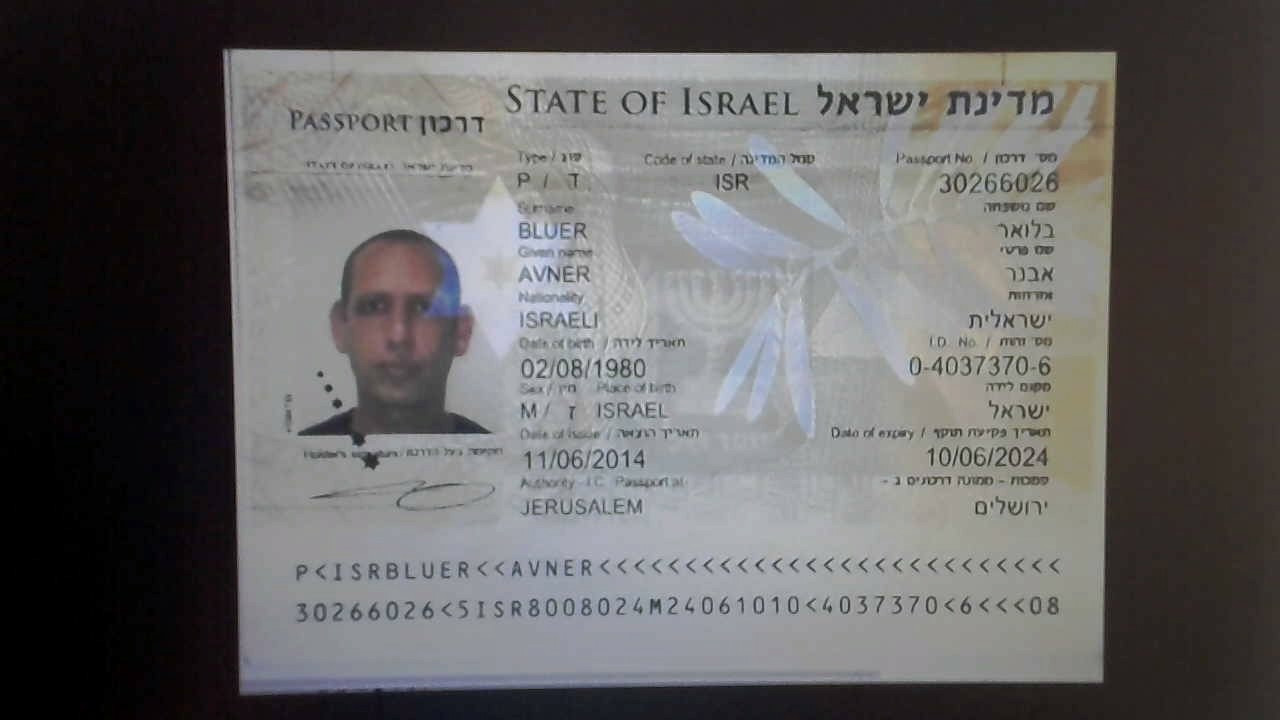 STATE OF ISRAEL מדינת ישראל
PASSPORT דרכון
Type / סוג
Code of state / סמל המדינה
Passport No. / מס' דרכון
P / T
ISR
30266026
Surname
שם משפחה
BLUER
בלואר
Given name
שם פרטי
AVNER
אבנר
Nationality
אזרחות
ISRAELI
ישראלית
Date of birth / תאריך לידה
I.D. No. / מס' זהות
02/08/1980
0-4037370-6
Sex / מין Place of birth
מקום לידה
M / ז ISRAEL
ישראל
Date of issue / תאריך הוצאה
Date of expiry / תאריך פקיעת תוקף
11/06/2014
10/06/2024
Holder's signature / חתימת בעל הדרכון
Authority - I.C. Passport at
סמכות - ממונה דרכונים ב -
JERUSALEM
ירושלים
P<ISRBLUER<<AVNER<<<<<<<<<<<<<<<<<<<<<<<<<<<
30266026<5ISR8008024M24061010<4037370<6<<<08